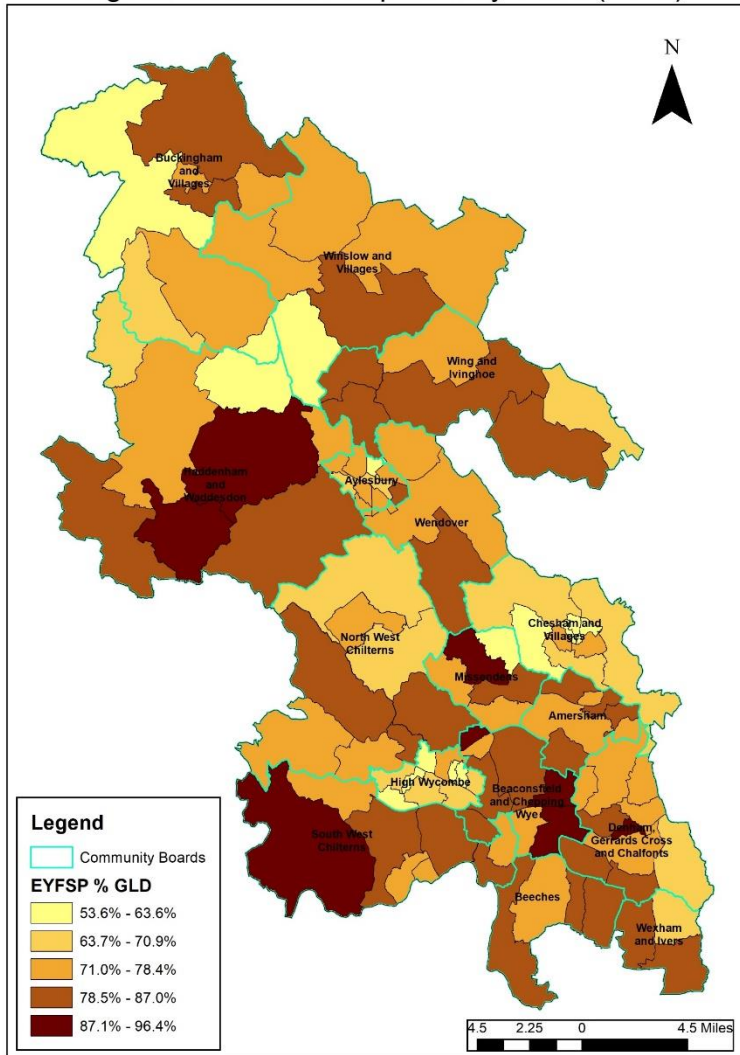 N
Buckingham
and
Villages
Winslow and
Villages
Wing and
Ivinghoe
Haddenham
and
Waddesdon
Aylesbury
Wendover
Chesham and
Villages
North West
Chilterns
Missendens
Amersham
High Wycombe
Beaconsfield
and Chepping
Wye
South West
Chilterns
Denham,
Gerrards Cross
and Chalfonts
Beeches
Wexham
and Ivers
Legend
Community Boards
EYFSP % GLD
53.6% - 63.6%
63.7% - 70.9%
71.0% - 78.4%
78.5% - 87.0%
87.1% - 96.4%
4.5 2.25 0 4.5 Miles